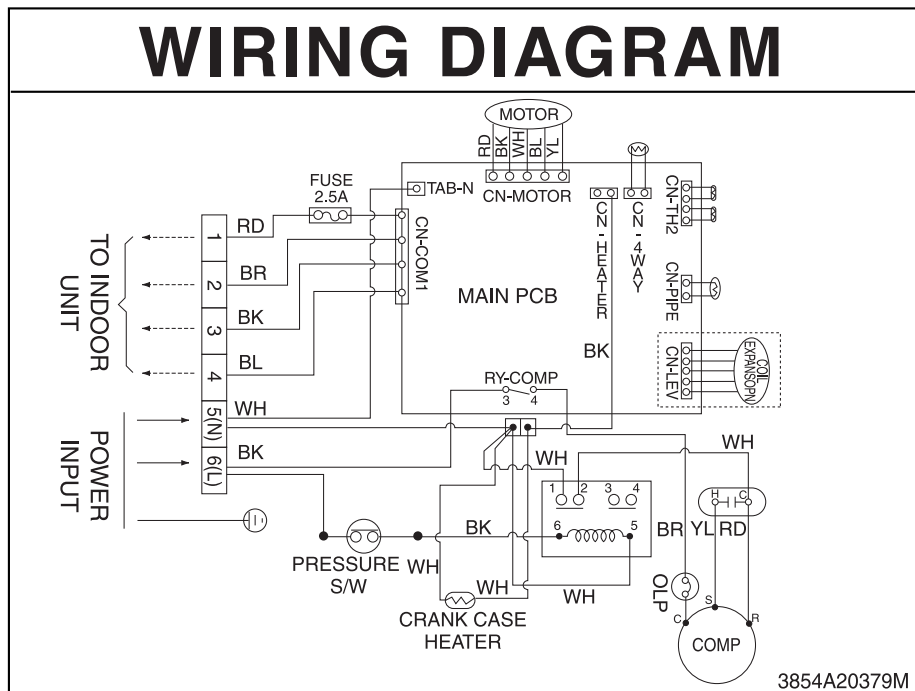 WIRING DIAGRAM
MOTOR
RD
BK
WH
BL
YL
CN-MOTOR
FUSE
2.5A
TAB-N
CN-COM1
CN-HEATER
CN-4WAY
CN-TH2
CN-PIPE
CN-LEV
EXPANSOPN
COIL
MAIN PCB
TO INDOOR
UNIT
1
RD
2
BR
3
BK
4
BL
5(N)
WH
6(L)
BK
POWER
INPUT
BK
RY-COMP
3 4
WH
WH
1 2 3 4
6 5
BK
PRESSURE
S/W
WH
WH
WH
CRANK CASE
HEATER
BR
YL
RD
H C
OLP
C
S
R
COMP
3854A20379M